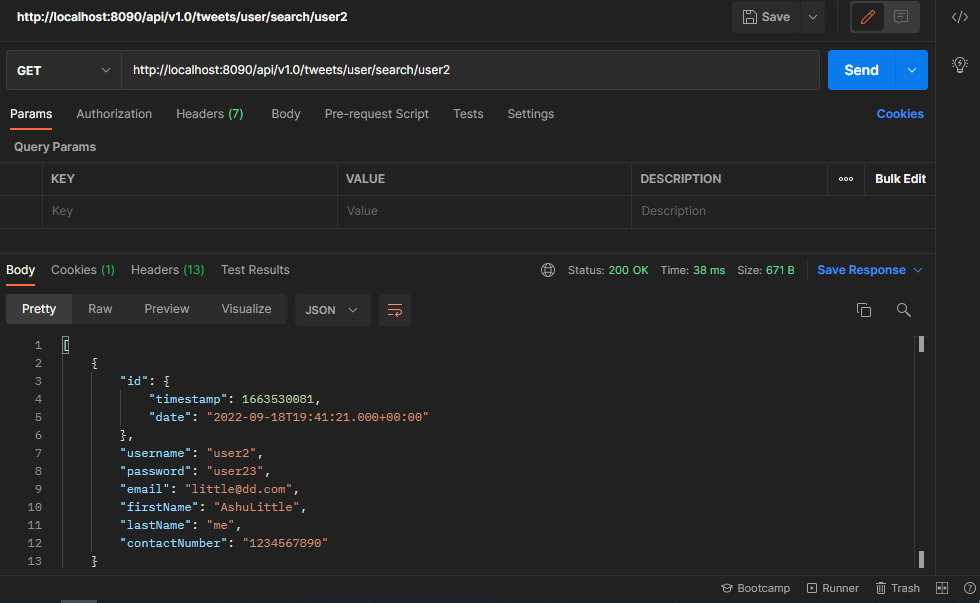 http://localhost:8090/api/v1.0/tweets/user/search/user2 Save
GET http://localhost:8090/api/v1.0/tweets/user/search/user2 Send
Params Authorization Headers (7) Body Pre-request Script Tests Settings Cookies
Query Params
KEY VALUE DESCRIPTION Bulk Edit
Key Value Description
Body Cookies (1) Headers (13) Test Results Status: 200 OK Time: 38 ms Size: 671 B Save Response
Pretty Raw Preview Visualize JSON
1 [
2 {
3 "id": {
4 "timestamp": 1663530081,
5 "date": "2022-09-18T19:41:21.000+00:00"
6 },
7 "username": "user2",
8 "password": "user23",
9 "email": "little@dd.com",
10 "firstName": "AshuLittle",
11 "lastName": "me",
12 "contactNumber": "1234567890"
13 }
Bootcamp Runner Trash